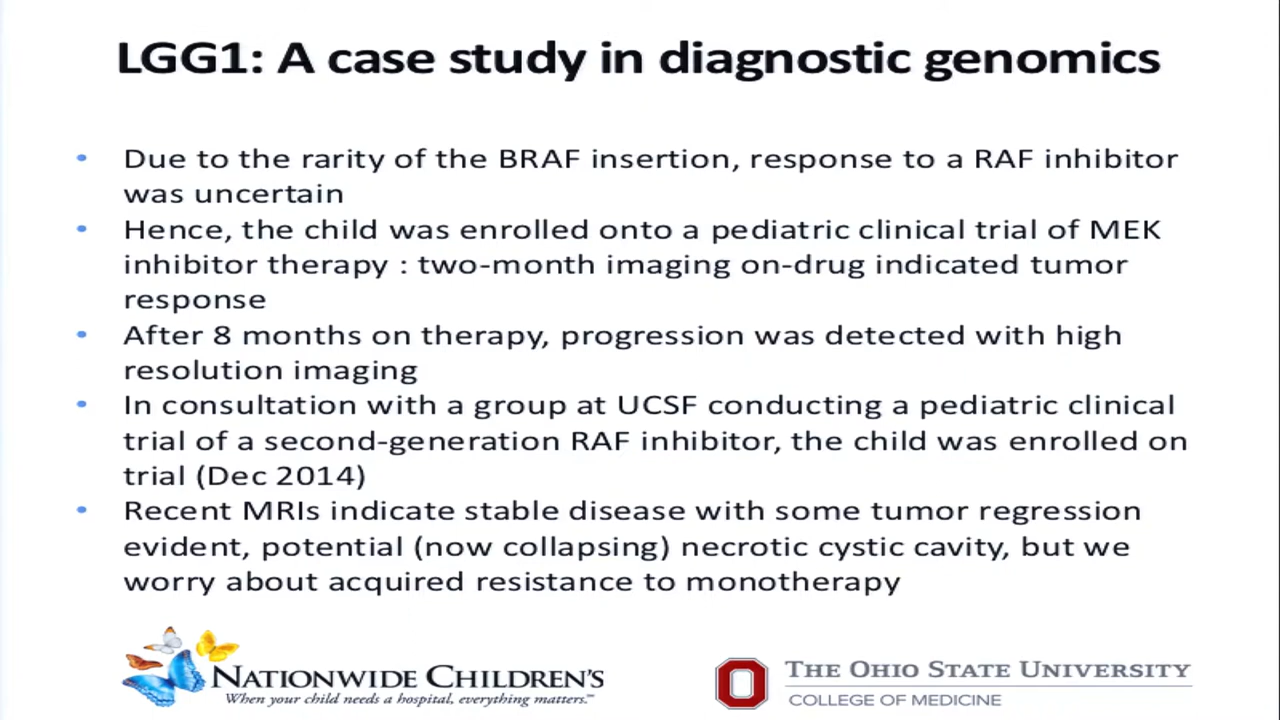 LGG1: A case study in diagnostic genomics
• Due to the rarity of the BRAF insertion, response to a RAF inhibitor
was uncertain
• Hence, the child was enrolled onto a pediatric clinical trial of MEK
inhibitor therapy : two-month imaging on-drug indicated tumor
response
• After 8 months on therapy, progression was detected with high
resolution imaging
• In consultation with a group at UCSF conducting a pediatric clinical
trial of a second-generation RAF inhibitor, the child was enrolled on
trial (Dec 2014)
• Recent MRIs indicate stable disease with some tumor regression
evident, potential (now collapsing) necrotic cystic cavity, but we
worry about acquired resistance to monotherapy
NATIONWIDE CHILDREN'S
When your child needs a hospital, everything matters.℠
THE OHIO STATE UNIVERSITY
COLLEGE OF MEDICINE